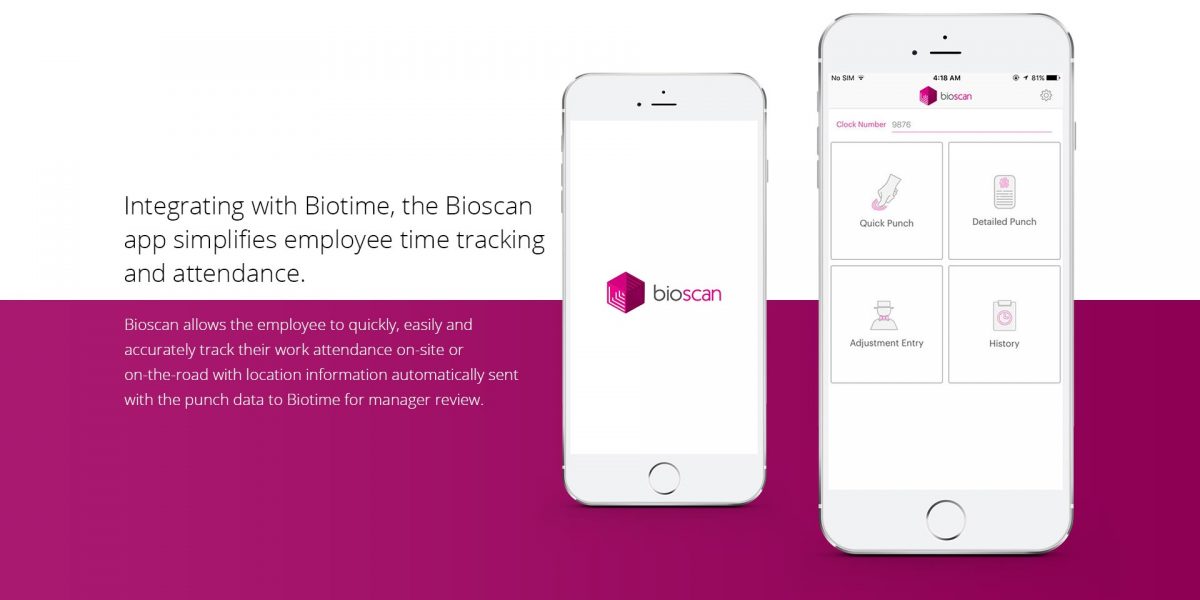 Integrating with Biotime, the Bioscan
app simplifies employee time tracking
and attendance.
Bioscan allows the employee to quickly, easily and
accurately track their work attendance on-site or
on-the-road with location information automatically sent
with the punch data to Biotime for manager review.
bioscan
No SIM 4:18 AM 81%
bioscan
Clock Number 9876
Quick Punch Detailed Punch
Adjustment Entry History